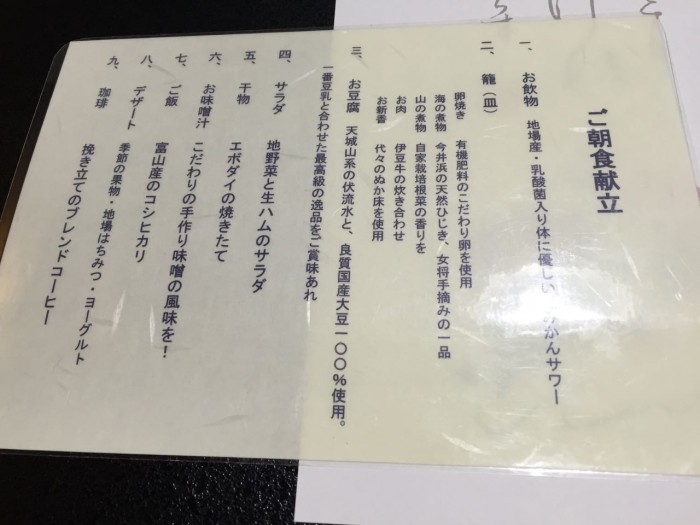 ご朝食献立
一、 お飲物 地場産・乳酸菌入り体に優しい かんサワー
二、 籠(皿)
卵焼き 有機肥料のこだわり卵を使用
海の煮物 今井浜の天然ひじき、女将手摘みの一品
山の煮物 自家栽培根菜の香りを
お肉 伊豆牛の炊き合わせ
お新香 代々のぬか床を使用
三、 お豆腐 天城山系の伏流水と、良質国産大豆一〇〇%使用。
一番豆乳と合わせた最高級の逸品をご賞味あれ
四、 サラダ 地野菜と生ハムのサラダ
五、 干物 エボダイの焼きたて
六、 お味噌汁 こだわりの手作り味噌の風味を!
七、 ご飯 富山産のコシヒカリ
八、 デザート 季節の果物・地場はちみつ・ヨーグルト
九、 珈琲 挽き立てのブレンドコーヒー